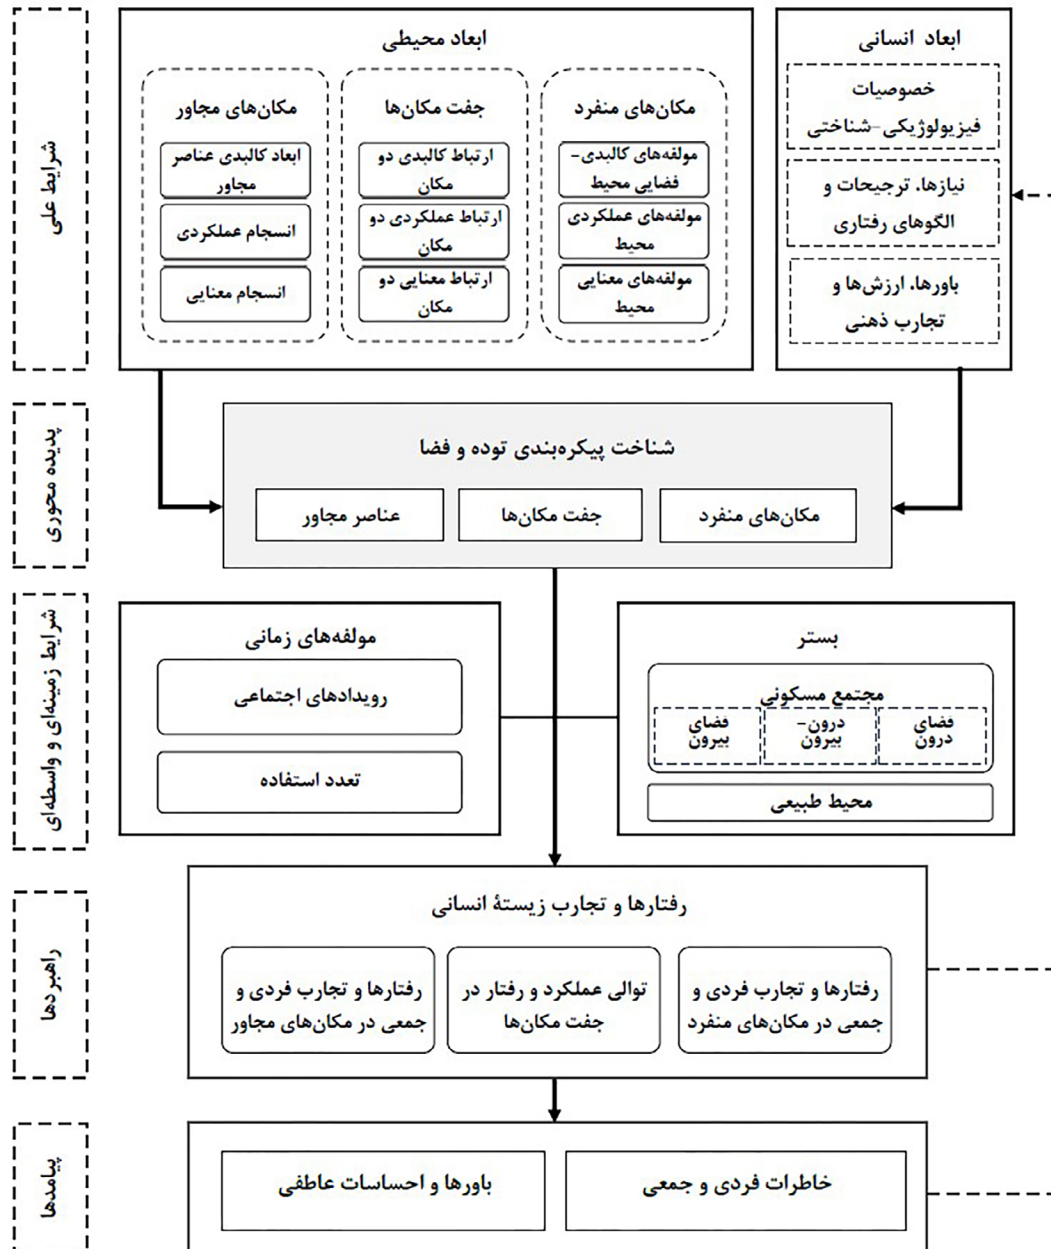 شرایط علی
ابعاد انسانی
خصوصیات
فیزیولوژیکی-شناختی
نیازها، ترجیحات و
الگوهای رفتاری
باورها، ارزش‌ها و
تجارب ذهنی
ابعاد محیطی
مکان‌های منفرد
مولفه‌های کالبدی-
فضایی محیط
مولفه‌های عملکردی
محیط
مولفه‌های معنایی
محیط
جفت مکان‌ها
ارتباط کالبدی دو
مکان
ارتباط عملکردی دو
مکان
ارتباط معنایی دو
مکان
مکان‌های مجاور
ابعاد کالبدی عناصر
مجاور
انسجام عملکردی
انسجام معنایی
پدیده محوری
شناخت پیکره‌بندی توده و فضا
مکان‌های منفرد
جفت مکان‌ها
عناصر مجاور
شرایط زمینه‌ای و واسطه‌ای
بستر
مجتمع مسکونی
فضای
درون
درون-
بیرون
فضای
بیرون
محیط طبیعی
مولفه‌های زمانی
رویدادهای اجتماعی
تعدد استفاده
راهبردها
رفتارها و تجارب زیستهٔ انسانی
رفتارها و تجارب فردی و
جمعی در مکان‌های منفرد
توالی عملکرد و رفتار در
جفت مکان‌ها
رفتارها و تجارب فردی و
جمعی در مکان‌های مجاور
پیامدها
خاطرات فردی و جمعی
باورها و احساسات عاطفی